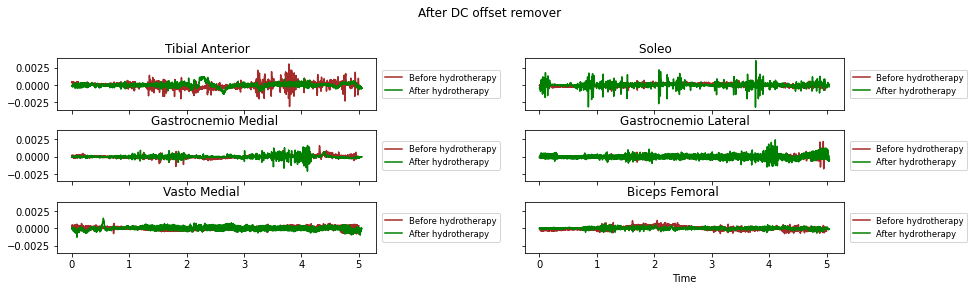 After DC offset remover
Tibial Anterior
Soleo
0.0025
0.0000
−0.0025
Before hydrotherapy
After hydrotherapy
Before hydrotherapy
After hydrotherapy
Gastrocnemio Medial
Gastrocnemio Lateral
0.0025
0.0000
−0.0025
Before hydrotherapy
After hydrotherapy
Before hydrotherapy
After hydrotherapy
Vasto Medial
Biceps Femoral
0.0025
0.0000
−0.0025
Before hydrotherapy
After hydrotherapy
Before hydrotherapy
After hydrotherapy
0 1 2 3 4 5
0 1 2 3 4 5
Time